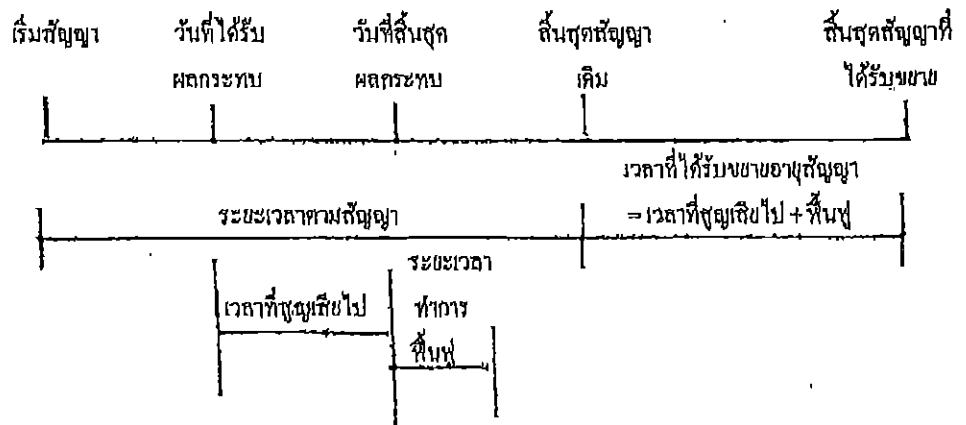 เริ่มสัญญา วันที่ได้รับ วันที่สิ้นสุด สิ้นสุดสัญญา สิ้นสุดสัญญาที่
ผลกระทบ ผลกระทบ เดิม ได้รับขยาย
เวลาที่ได้รับขยายอายุสัญญา
ระยะเวลาตามสัญญา =เวลาที่สูญเสียไป + ฟื้นฟู
ระยะเวลา
เวลาที่สูญเสียไป ทำการ
ฟื้นฟู